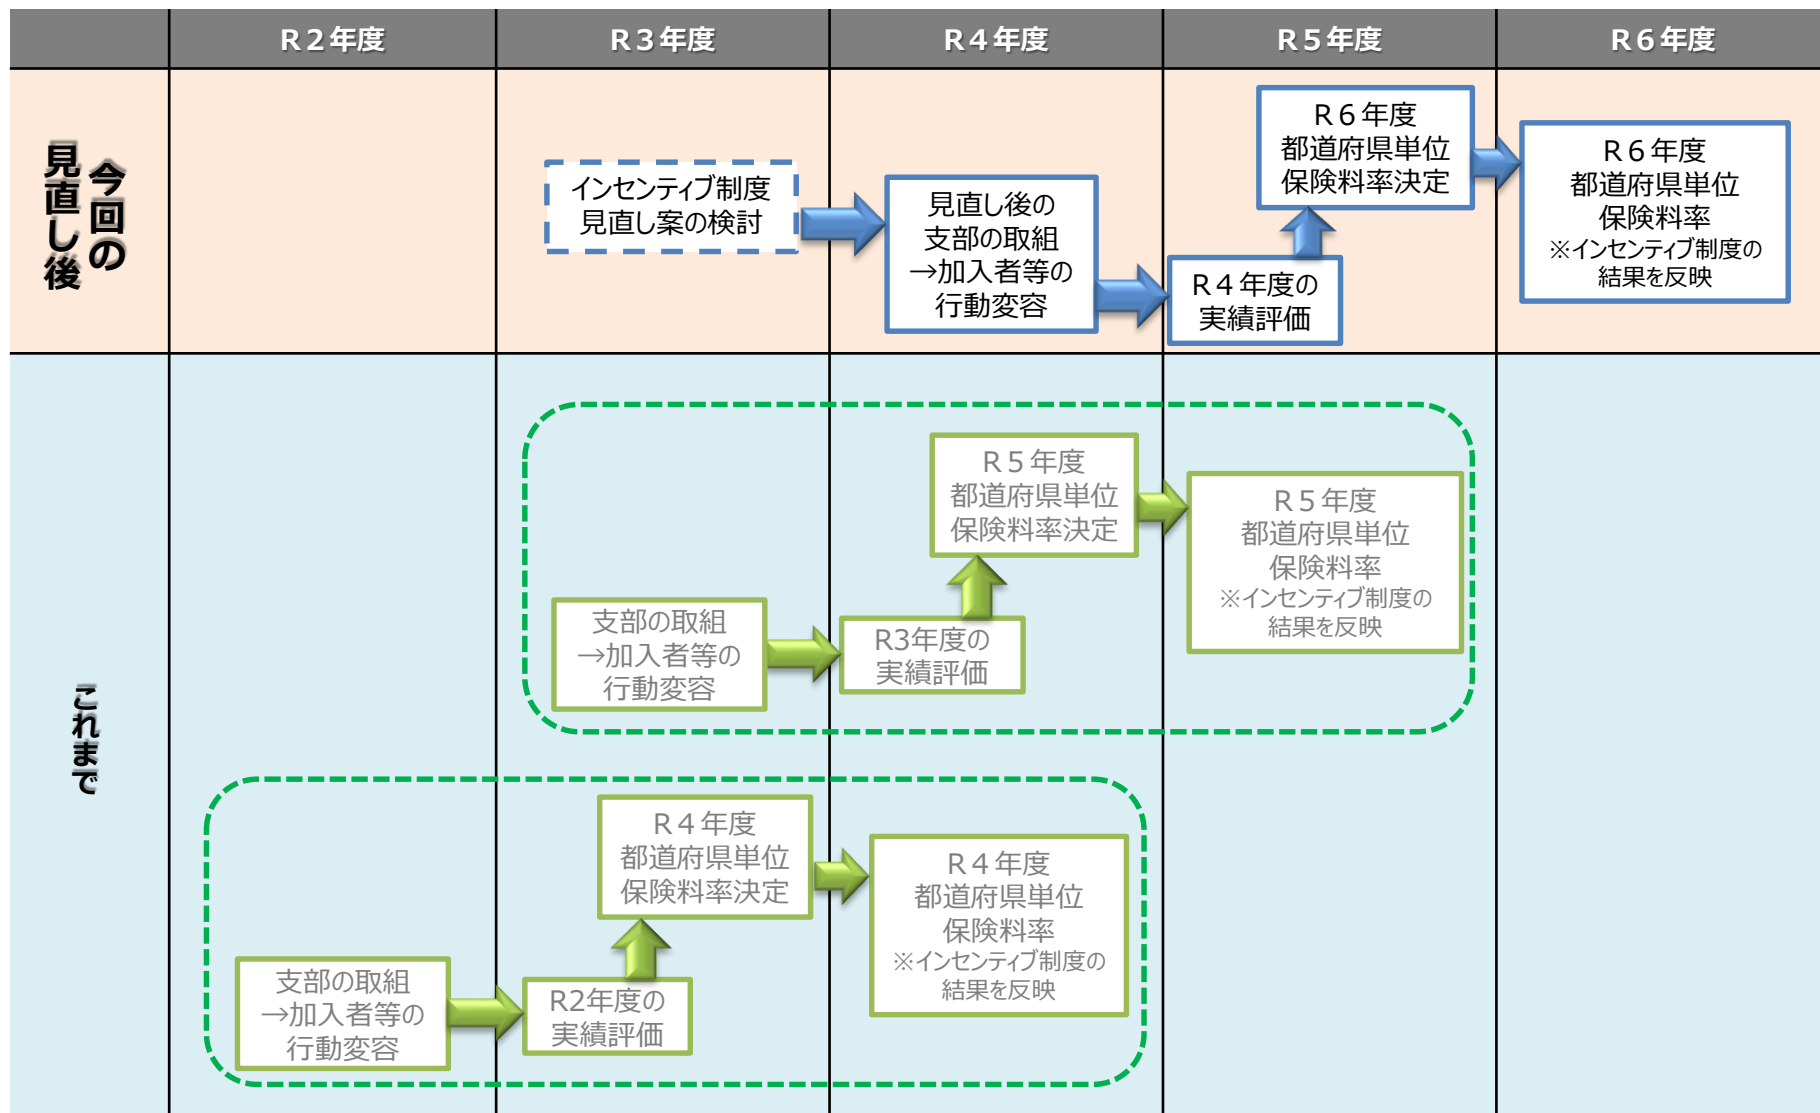 R２年度
R３年度
R４年度
R５年度
R６年度
今回の
見直し後
インセンティブ制度
見直し案の検討
見直し後の
支部の取組
→加入者等の
行動変容
R４年度の
実績評価
R６年度
都道府県単位
保険料率決定
R６年度
都道府県単位
保険料率
※インセンティブ制度の
結果を反映
これまで
支部の取組
→加入者等の
行動変容
R3年度の
実績評価
R５年度
都道府県単位
保険料率決定
R５年度
都道府県単位
保険料率
※インセンティブ制度の
結果を反映
支部の取組
→加入者等の
行動変容
R2年度の
実績評価
R４年度
都道府県単位
保険料率決定
R４年度
都道府県単位
保険料率
※インセンティブ制度の
結果を反映